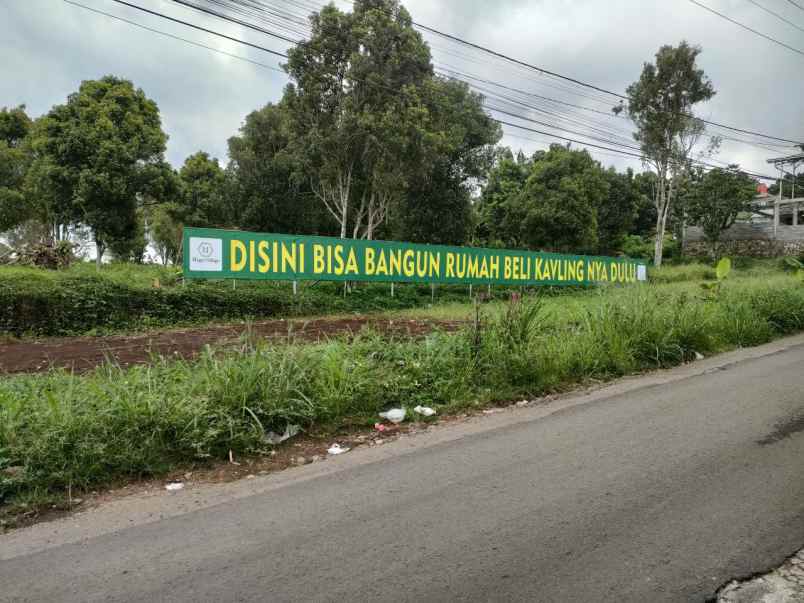 DISINI BISA BANGUN RUMAH BELI KAVLING NYA DULU